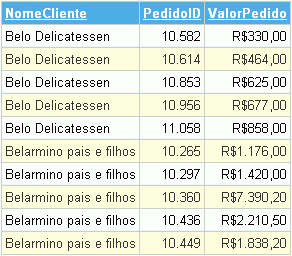 NomeCliente PedidoID ValorPedido
Belo Delicatessen 10.582 R$330,00
Belo Delicatessen 10.614 R$464,00
Belo Delicatessen 10.853 R$625,00
Belo Delicatessen 10.956 R$677,00
Belo Delicatessen 11.058 R$858,00
Belarmino pais e filhos 10.265 R$1.176,00
Belarmino pais e filhos 10.297 R$1.420,00
Belarmino pais e filhos 10.360 R$7.390,20
Belarmino pais e filhos 10.436 R$2.210,50
Belarmino pais e filhos 10.449 R$1.838,20